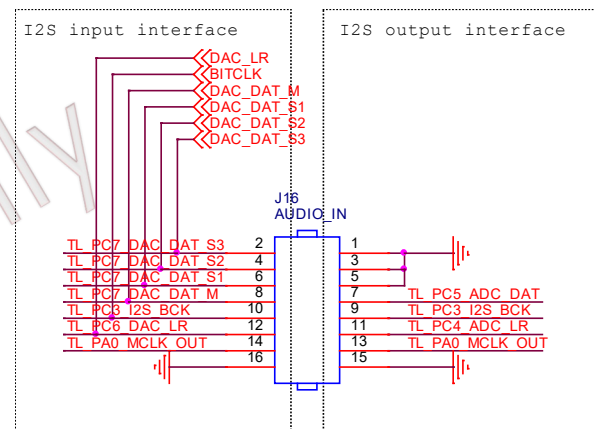 I2S input interface
I2S output interface
DAC_LR
BITCLK
DAC_DAT_M
DAC_DAT_S1
DAC_DAT_S2
DAC_DAT_S3
lly
J16
AUDIO_IN
TL_PC7_DAC_DAT_S3 2 1
TL_PC7_DAC_DAT_S2 4 3
TL_PC7_DAC_DAT_S1 6 5
TL_PC7_DAC_DAT_M 8 7 TL_PC5_ADC_DAT
TL_PC3_I2S_BCK 10 9 TL_PC3_I2S_BCK
TL_PC6_DAC_LR 12 11 TL_PC4_ADC_LR
TL_PA0_MCLK_OUT 14 13 TL_PA0_MCLK_OUT
16 15